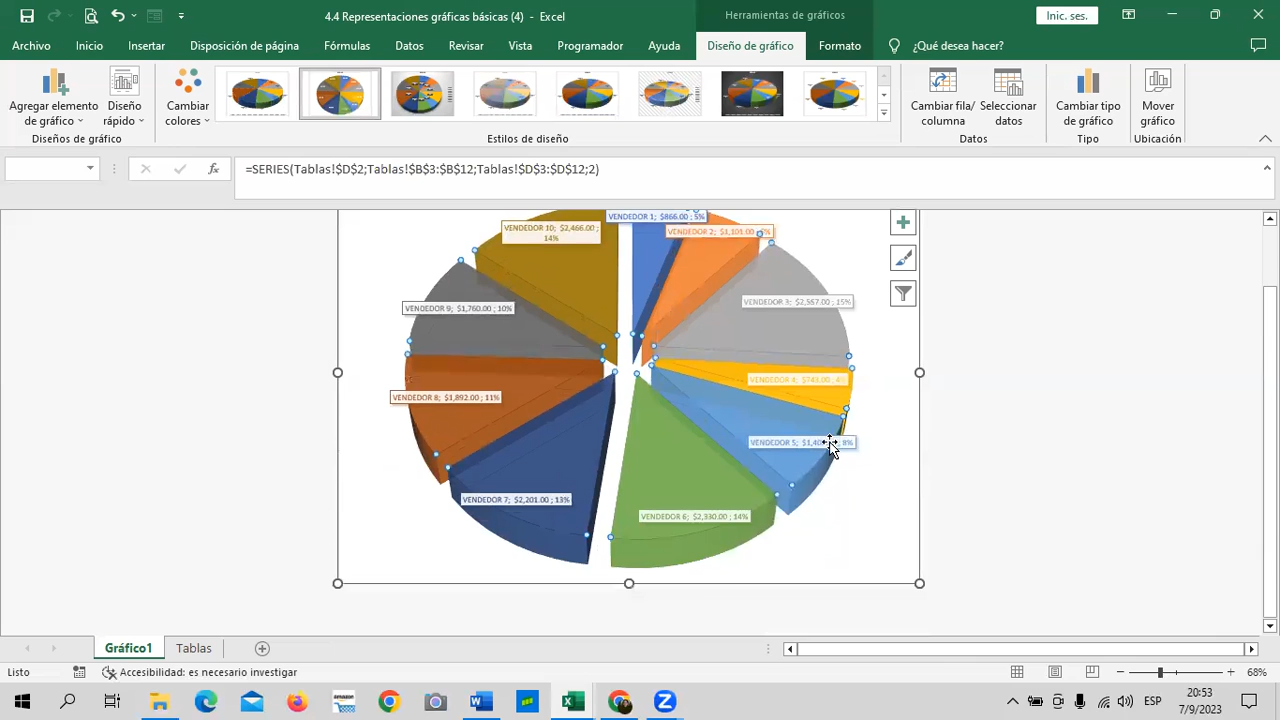 4.4 Representaciones gráficas básicas (4) - Excel
Herramientas de gráficos
Inic. ses.
Archivo Inicio Insertar Disposición de página Fórmulas Datos Revisar Vista Programador Ayuda Diseño de gráfico Formato ¿Qué desea hacer?
Agregar elemento
de gráfico
Diseño
rápido
Cambiar
colores
Cambiar fila/
columna
Seleccionar
datos
Cambiar tipo
de gráfico
Mover
gráfico
Diseños de gráfico
Estilos de diseño
Datos
Tipo
Ubicación
fx
=SERIES(Tablas!$D$2;Tablas!$B$3:$B$12;Tablas!$D$3:$D$12;2)
VENDEDOR 1; $866.00 ; 5%
VENDEDOR 10; $2,466.00 ;
14%
VENDEDOR 2; $1,101.00
VENDEDOR 3; $2,567.00 ; 15%
VENDEDOR 9; $1,760.00 ; 10%
VENDEDOR 4; $743.00 ; 4%
VENDEDOR 8; $1,892.00 ; 11%
VENDEDOR 5; 8%
VENDEDOR 7; $2,201.00 ; 13%
VENDEDOR 6; $2,330.00 ; 14%
Gráfico1 Tablas
Listo Accesibilidad: es necesario investigar 68%
amazon
ESP
20:53
7/9/2023